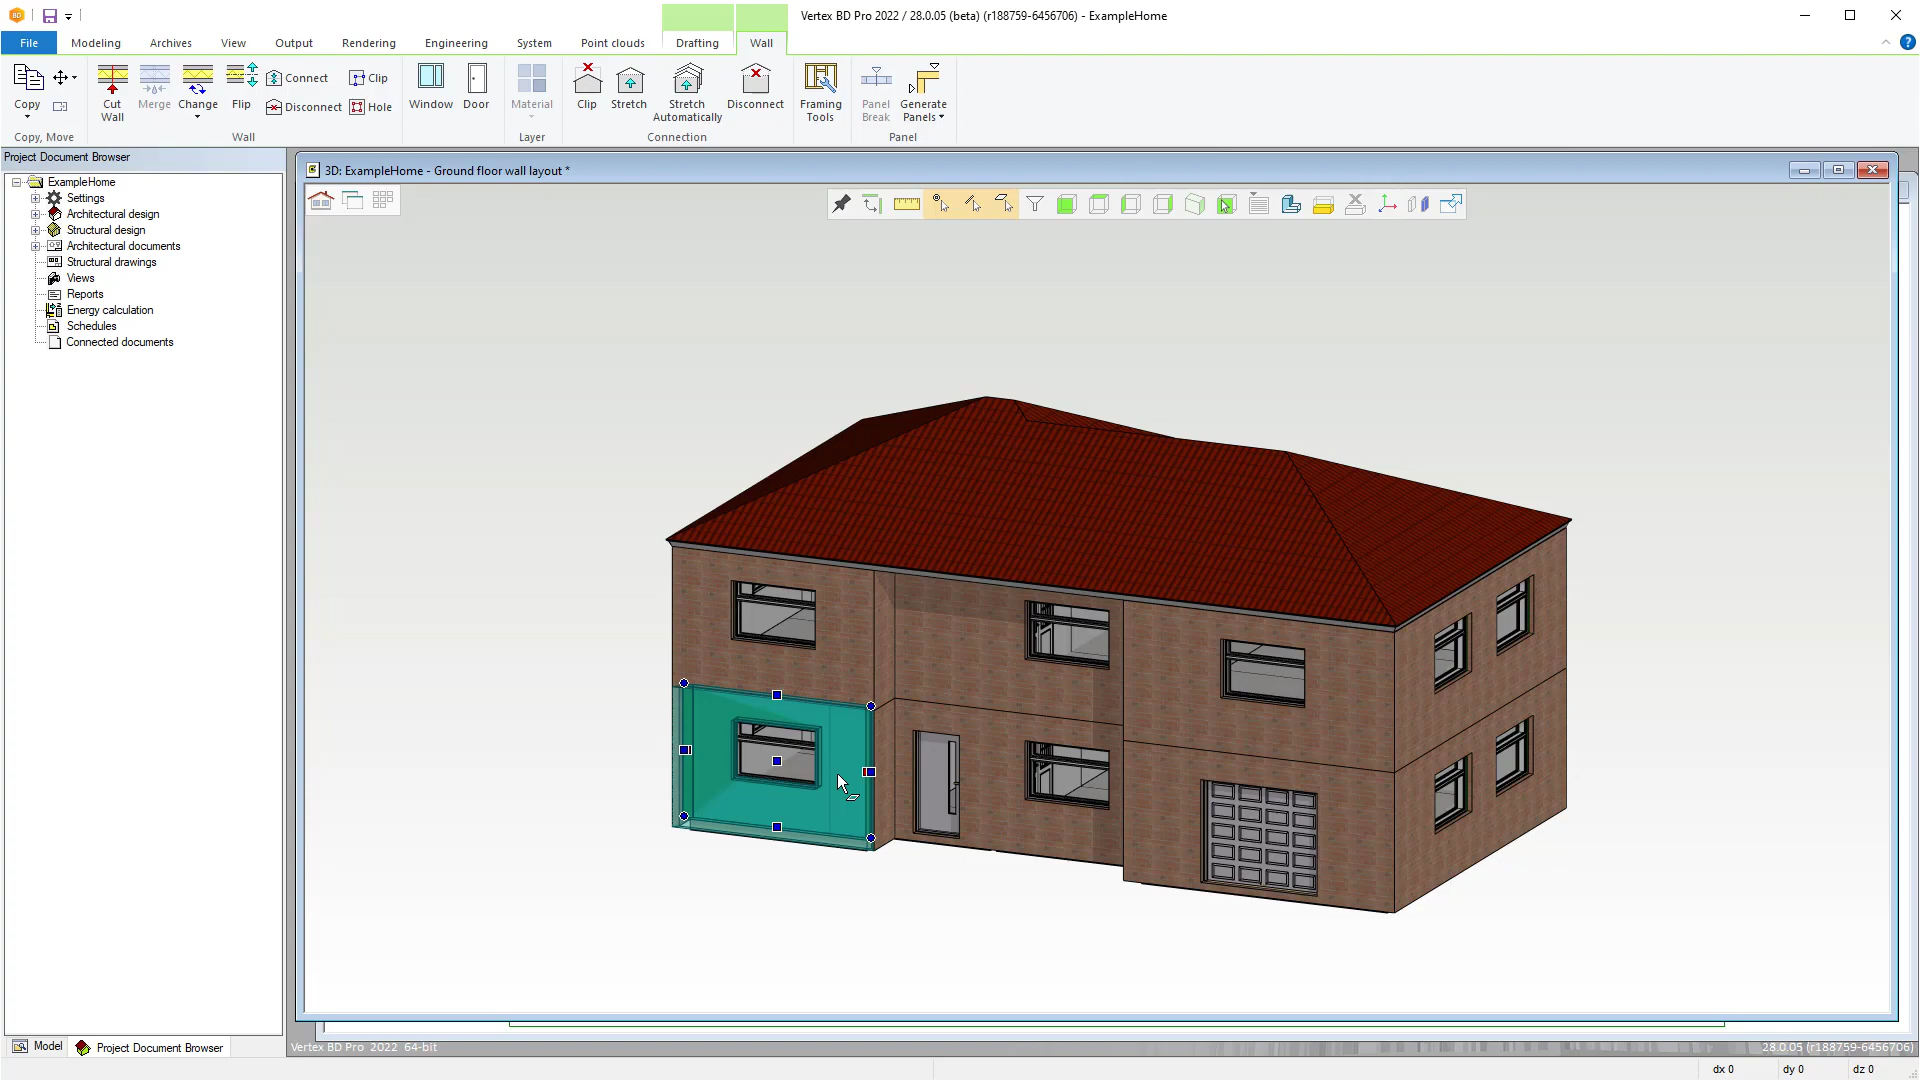 Vertex BD Pro 2022 / 28.0.05 (beta) (r188759-6456706) - ExampleHome
File Modeling Archives View Output Rendering Engineering System Point clouds Drafting Wall
Copy
Cut Wall
Merge
Change
Flip
Connect
Disconnect
Clip
Hole
Window
Door
Material
Clip
Stretch
Stretch Automatically
Disconnect
Framing Tools
Panel Break
Generate Panels
Copy, Move Wall Layer Connection Panel
Project Document Browser
3D: ExampleHome - Ground floor wall layout *
ExampleHome
Settings
Architectural design
Structural design
Architectural documents
Structural drawings
Views
Reports
Energy calculation
Schedules
Connected documents
Model Project Document Browser
Vertex BD Pro 2022 64-bit
28.0.05 (r188759-6456706)
dx 0 dy 0 dz 0